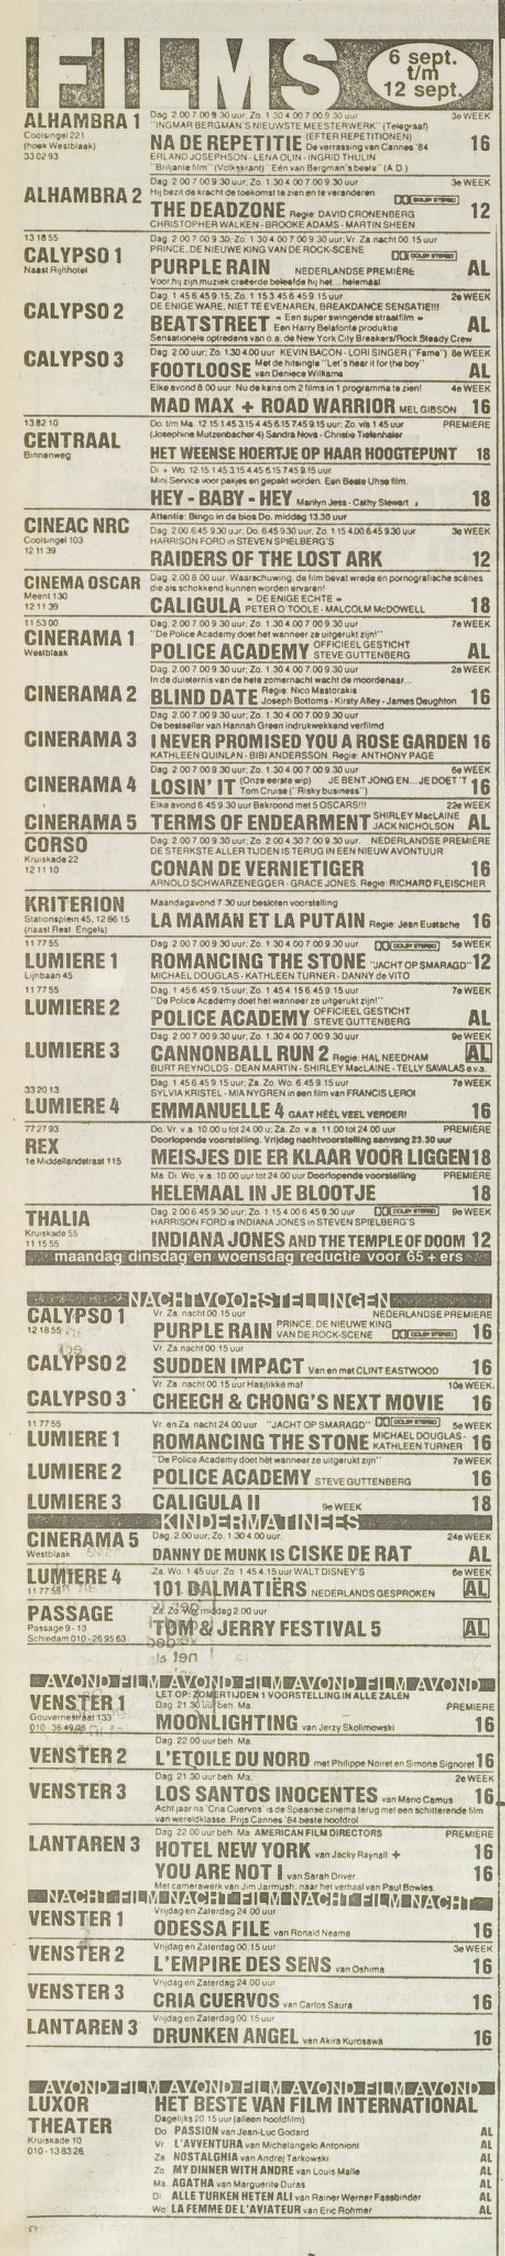 FILMS
6 sept.
t/m
12 sept.
ALHAMBRA 1
Coolsingel 221
(hoek Westblaak)
33 02 93
Dag. 2.00 7.00 9.30 uur; Zo. 1.30 4.00 7.00 9.30 uur 3e WEEK
"INGMAR BERGMAN'S NIEUWSTE MEESTERWERK" (Telegraaf)
(EFTER REPETITIONEN)
NA DE REPETITIE De verrassing van Cannes '84 16
ERLAND JOSEPHSON - LENA OLIN - INGRID THULIN
"Briljante film" (Volkskrant) "Eén van Bergman's beste" (A.D.)
ALHAMBRA 2
Dag. 2.00 7.00 9.30 uur; Zo. 1.30 4.00 7.00 9.30 uur 3e WEEK
Hij bezit de kracht de toekomst te zien en te veranderen
DOLBY STEREO
THE DEADZONE Regie: DAVID CRONENBERG 12
CHRISTOPHER WALKEN - BROOKE ADAMS - MARTIN SHEEN
13 18 55
CALYPSO 1
Naast Rijnhotel
Dag. 2.00 7.00 9.30; Zo. 1.30 4.00 7.00 9.30 uur; Vr. Za. nacht 00.15 uur
PRINCE, DE NIEUWE KING VAN DE ROCK-SCENE DOLBY STEREO
PURPLE RAIN NEDERLANDSE PREMIÈRE AL
Voor hij zijn muziek creëerde beleefde hij het... helemaal
CALYPSO 2
Dag. 1.45 6.45 9.15; Zo. 1.15 3.45 6.45 9.15 uur 2e WEEK
DE ENIGE WARE, NIET TE EVENAREN, BREAKDANCE SENSATIE!!!
BEATSTREET - Een super swingende straatfilm - AL
Een Harry Belafonte produktie
Sensationele optredens van o.a. de New York City Breakers/Rock Steady Crew
CALYPSO 3
Dag. 2.00 uur; Zo. 1.30 4.00 uur KEVIN BACON - LORI SINGER ("Fame") 8e WEEK
FOOTLOOSE Met de hitsingle "Let's hear it for the boy" van Deniece Williams AL
Elke avond 8.00 uur. Nu de kans om 2 films in 1 programma te zien! 4e WEEK
MAD MAX + ROAD WARRIOR MEL GIBSON 16
13 82 10
CENTRAAL
Binnenweg
Do. t/m Ma. 12.15 1.45 3.15 4.45 6.15 7.45 9.15 uur; Zo. v/a 1.45 uur PREMIERE
(Josephine Mutzenbacher 4) Sandra Nova - Christie Tiefenhaler
HET WEENSE HOERTJE OP HAAR HOOGTEPUNT 18
Di + Wo. 12.15 1.45 3.15 4.45 6.15 7.45 9.15 uur
Mini Service voor pakjes en gepakt worden. Een Beate Uhse film.
HEY - BABY - HEY Marilyn Jess - Cathy Stewart 18
Attentie: Bingo in de bios Do. middag 13.30 uur
CINEAC NRC
Coolsingel 103
12 11 39
Dag. 2.00 6.45 9.30 uur; Do. 6.45 9.30 uur; Zo. 1.15 4.00 6.45 9.30 uur 3e WEEK
HARRISON FORD in STEVEN SPIELBERG'S
RAIDERS OF THE LOST ARK 12
CINEMA OSCAR
Meent 130
12 11 39
Dag. 2.00 8.00 uur. Waarschuwing, de film bevat wrede en pornografische scènes
die als schokkend kunnen worden ervaren!
- DE ENIGE ECHTE -
CALIGULA PETER O'TOOLE - MALCOLM McDOWELL 18
11 53 00
CINERAMA 1
Westblaak
Dag. 2.00 7.00 9.30 uur; Zo. 1.30 4.00 7.00 9.30 uur 7e WEEK
"De Police Academy doet het wanneer ze uitgerukt zijn!"
POLICE ACADEMY OFFICIEEL GESTICHT STEVE GUTTENBERG AL
CINERAMA 2
Dag. 2.00 7.00 9.30 uur; Zo. 1.30 4.00 7.00 9.30 uur 2e WEEK
In de duisternis van de hete zomernacht wacht de moordenaar...
BLIND DATE Regie: Nico Mastorakis Joseph Bottoms - Kirsty Alley - James Daughton 16
CINERAMA 3
Dag. 2.00 7.00 9.30 uur; Zo. 1.30 4.00 7.00 9.30 uur
De bestseller van Hannah Green indrukwekkend verfilmd
I NEVER PROMISED YOU A ROSE GARDEN 16
KATHLEEN QUINLAN - BIBI ANDERSSON. Regie: ANTHONY PAGE
CINERAMA 4
Dag. 2.00 7.00 9.30 uur; Zo. 1.30 4.00 7.00 9.30 uur 6e WEEK
LOSIN' IT (Onze eerste wip) JE BENT JONG EN... JE DOET 'T 16
Tom Cruise ("Risky business")
CINERAMA 5
Elke avond 6.45 9.30 uur Bekroond met 5 OSCARS!!! 22e WEEK
TERMS OF ENDEARMENT SHIRLEY MacLAINE JACK NICHOLSON AL
CORSO
Kruiskade 22
12 11 10
Dag. 2.00 7.00 9.30 uur; Zo. 2.00 4.30 7.00 9.30 uur. NEDERLANDSE PREMIÈRE
DE STERKSTE ALLER TIJDEN IS TERUG IN EEN NIEUW AVONTUUR
CONAN DE VERNIETIGER 16
ARNOLD SCHWARZENEGGER - GRACE JONES. Regie: RICHARD FLEISCHER
KRITERION
Stationsplein 45, 12 86 15
(naast Rest. Engels)
Maandagavond 7.30 uur besloten voorstelling
LA MAMAN ET LA PUTAIN Regie: Jean Eustache 16
11 77 55
LUMIERE 1
Lijnbaan 45
Dag. 2.00 7.00 9.30 uur; Zo. 1.30 4.00 7.00 9.30 uur DOLBY STEREO 5e WEEK
ROMANCING THE STONE "JACHT OP SMARAGD" 12
MICHAEL DOUGLAS - KATHLEEN TURNER - DANNY de VITO
11 77 55
LUMIERE 2
Dag. 1.45 6.45 9.15 uur; Zo. 1.45 4.15 6.45 9.15 uur 7e WEEK
"De Police Academy doet het wanneer ze uitgerukt zijn!"
POLICE ACADEMY OFFICIEEL GESTICHT STEVE GUTTENBERG AL
LUMIERE 3
Dag. 2.00 7.00 9.30 uur; Zo. 1.30 4.00 7.00 9.30 uur 9e WEEK
CANNONBALL RUN 2 Regie: HAL NEEDHAM AL
BURT REYNOLDS - DEAN MARTIN - SHIRLEY MacLAINE - TELLY SAVALAS e.v.a.
33 20 13
LUMIERE 4
Dag. 1.45 6.45 9.15 uur; Za. Zo. Wo. 6.45 9.15 uur 7e WEEK
SYLVIA KRISTEL - MIA NYGREN in een film van FRANCIS LEROI
EMMANUELLE 4 GAAT HÉÉL VEEL VERDER! 16
77 27 93
REX
1e Middellandstraat 115
Do. Vr. v.a. 10.00 u tot 24.00 u; Za. Zo. v.a. 11.00 tot 24.00 uur PREMIÈRE
Doorlopende voorstelling. Vrijdag nachtvoorstelling aanvang 23.30 uur
MEISJES DIE ER KLAAR VOOR LIGGEN 18
Ma. Di. Wo. v.a. 10.00 uur tot 24.00 uur Doorlopende voorstelling PREMIÈRE
HELEMAAL IN JE BLOOTJE 18
THALIA
Kruiskade 55
11 15 55
Dag. 2.00 6.45 9.30 uur; Zo. 1.15 4.00 6.45 9.30 uur DOLBY STEREO 9e WEEK
HARRISON FORD is INDIANA JONES in STEVEN SPIELBERG'S
INDIANA JONES AND THE TEMPLE OF DOOM 12
maandag dinsdag en woensdag reductie voor 65+ers
NACHTVOORSTELLINGEN
CALYPSO 1
12 18 55
Vr. Za. nacht 00.15 uur NEDERLANDSE PREMIÈRE
PURPLE RAIN PRINCE, DE NIEUWE KING VAN DE ROCK-SCENE DOLBY STEREO 16
CALYPSO 2
Vr. Za. nacht 00.15 uur
SUDDEN IMPACT Van en met CLINT EASTWOOD 16
CALYPSO 3
Vr. Za. nacht 00.15 uur Hasjtikke maf 10e WEEK
CHEECH & CHONG'S NEXT MOVIE 16
11 77 55
LUMIERE 1
Vr. en Za. nacht 24.00 uur "JACHT OP SMARAGD" DOLBY STEREO 5e WEEK
ROMANCING THE STONE MICHAEL DOUGLAS - KATHLEEN TURNER 16
LUMIERE 2
"De Police Academy doet het wanneer ze uitgerukt zijn" 7e WEEK
POLICE ACADEMY STEVE GUTTENBERG 16
LUMIERE 3
CALIGULA II 9e WEEK 18
KINDERMATINEES
CINERAMA 5
Westblaak
Dag. 2.00 uur; Zo. 1.30 4.00 uur 24e WEEK
DANNY DE MUNK IS CISKE DE RAT AL
LUMIERE 4
11 77 55
Za. Wo. 1.45 uur; Zo. 1.45 4.15 uur WALT DISNEY'S 6e WEEK
101 DALMATIËRS NEDERLANDS GESPROKEN AL
PASSAGE
Passage 9 - 13
Schiedam 010 - 26 95 63
Za. Zo. Wo. middag 2.00 uur
TOM & JERRY FESTIVAL 5 AL
AVOND FILM AVOND FILM AVOND FILM AVOND
VENSTER 1
Gouvernestraat 133
010 - 36 49 98
LET OP: ZOMERTIJDEN 1 VOORSTELLING IN ALLE ZALEN
Dag. 21.30 uur beh. Ma. PREMIERE
MOONLIGHTING van Jerzy Skolimowski 16
VENSTER 2
Dag. 22.00 uur beh. Ma.
L'ETOILE DU NORD met Philippe Noiret en Simone Signoret 16
VENSTER 3
Dag. 21.30 uur beh. Ma. 2e WEEK
LOS SANTOS INOCENTES van Mario Camus 16
Acht jaar na 'Cria Cuervos' is de Spaanse cinema terug met een schitterende film
van wereldklasse. Prijs Cannes '84 beste hoofdrol
LANTAREN 3
Dag. 22.00 uur beh. Ma. AMERICAN FILM DIRECTORS PREMIÈRE
HOTEL NEW YORK van Jacky Raynall + 16
YOU ARE NOT I van Sarah Driver. 16
Met camerawerk van Jim Jarmush, naar het verhaal van Paul Bowles.
NACHT FILM NACHT FILM NACHT FILM NACHT
VENSTER 1
Vrijdag en Zaterdag 24.00 uur
ODESSA FILE van Ronald Neame 16
VENSTER 2
Vrijdag en Zaterdag 00.15 uur 3e WEEK
L'EMPIRE DES SENS van Oshima 16
VENSTER 3
Vrijdag en Zaterdag 24.00 uur
CRIA CUERVOS van Carlos Saura 16
LANTAREN 3
Vrijdag en Zaterdag 00.15 uur
DRUNKEN ANGEL van Akira Kurosawa 16
AVOND FILM AVOND FILM AVOND FILM AVOND
LUXOR
THEATER
Kruiskade 10
010 - 13 83 26
HET BESTE VAN FILM INTERNATIONAL
Dagelijks 20.15 uur (alleen hoofdfilm)
Do PASSION van Jean-Luc Godard AL
Vr. L'AVVENTURA van Michelangelo Antonioni AL
Za NOSTALGHIA van Andrej Tarkowski AL
Zo MY DINNER WITH ANDRE van Louis Malle AL
Ma AGATHA van Marguerite Duras AL
Di ALLE TURKEN HETEN ALI van Rainer Werner Fassbinder AL
Wo LA FEMME DE L'AVIATEUR van Eric Rohmer AL